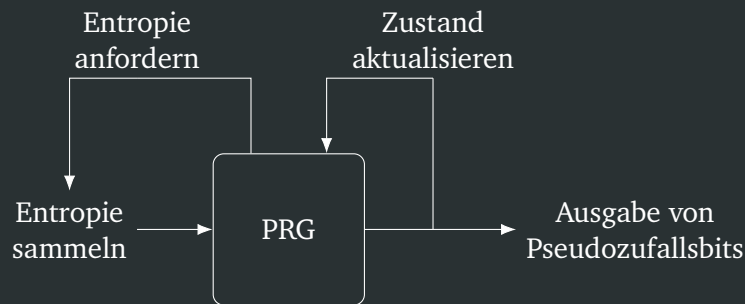 Entropie
anfordern
Zustand
aktualisieren
Entropie
sammeln
PRG
Ausgabe von
Pseudozufallsbits